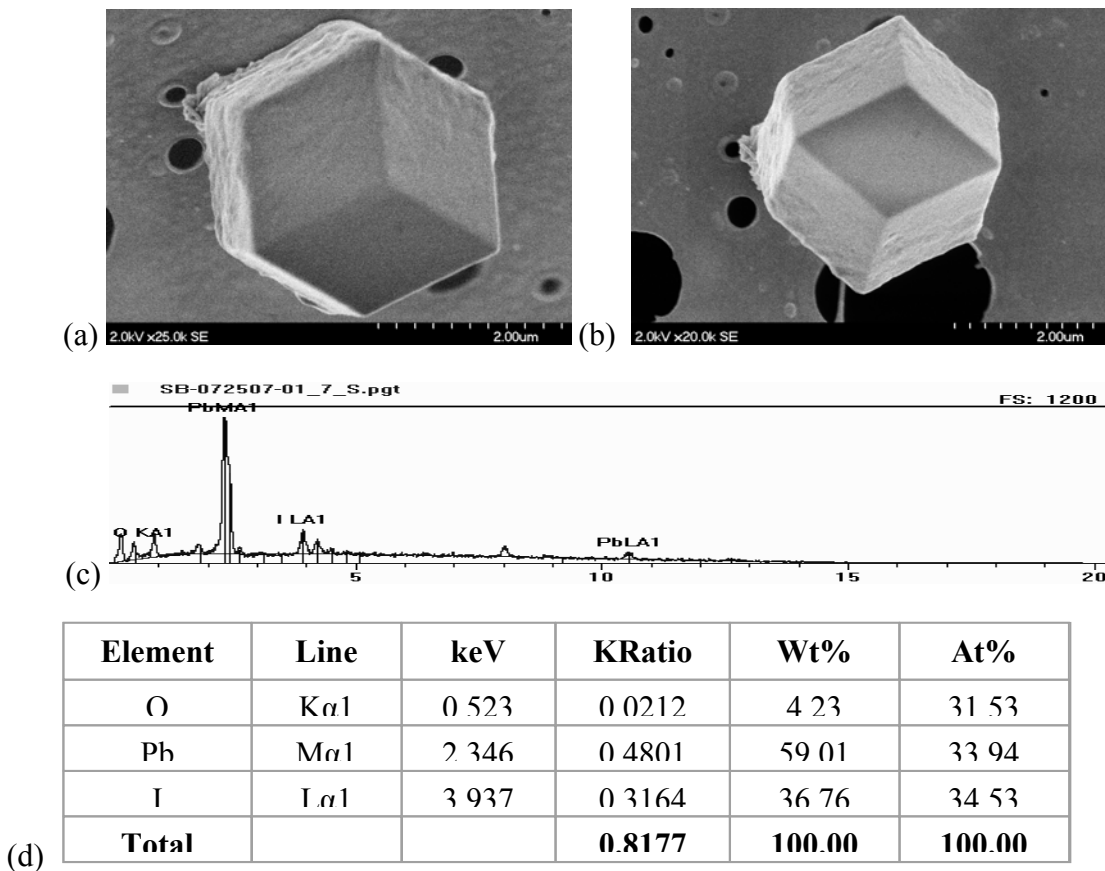 2.0kV x25.0k SE 2.00um
(a)
2.0kV x20.0k SE 2.00um
(b)
SB-072507-01_7_S.pgt
FS: 1200
PbMA1
O KA1
I LA1
PbLA1
5 10 15 20
(c)
Element Line keV KRatio Wt% At%
O Kα1 0.523 0.0212 4.23 31.53
Pb Mα1 2.346 0.4801 59.01 33.94
I Lα1 3.937 0.3164 36.76 34.53
Total 0.8177 100.00 100.00
(d)